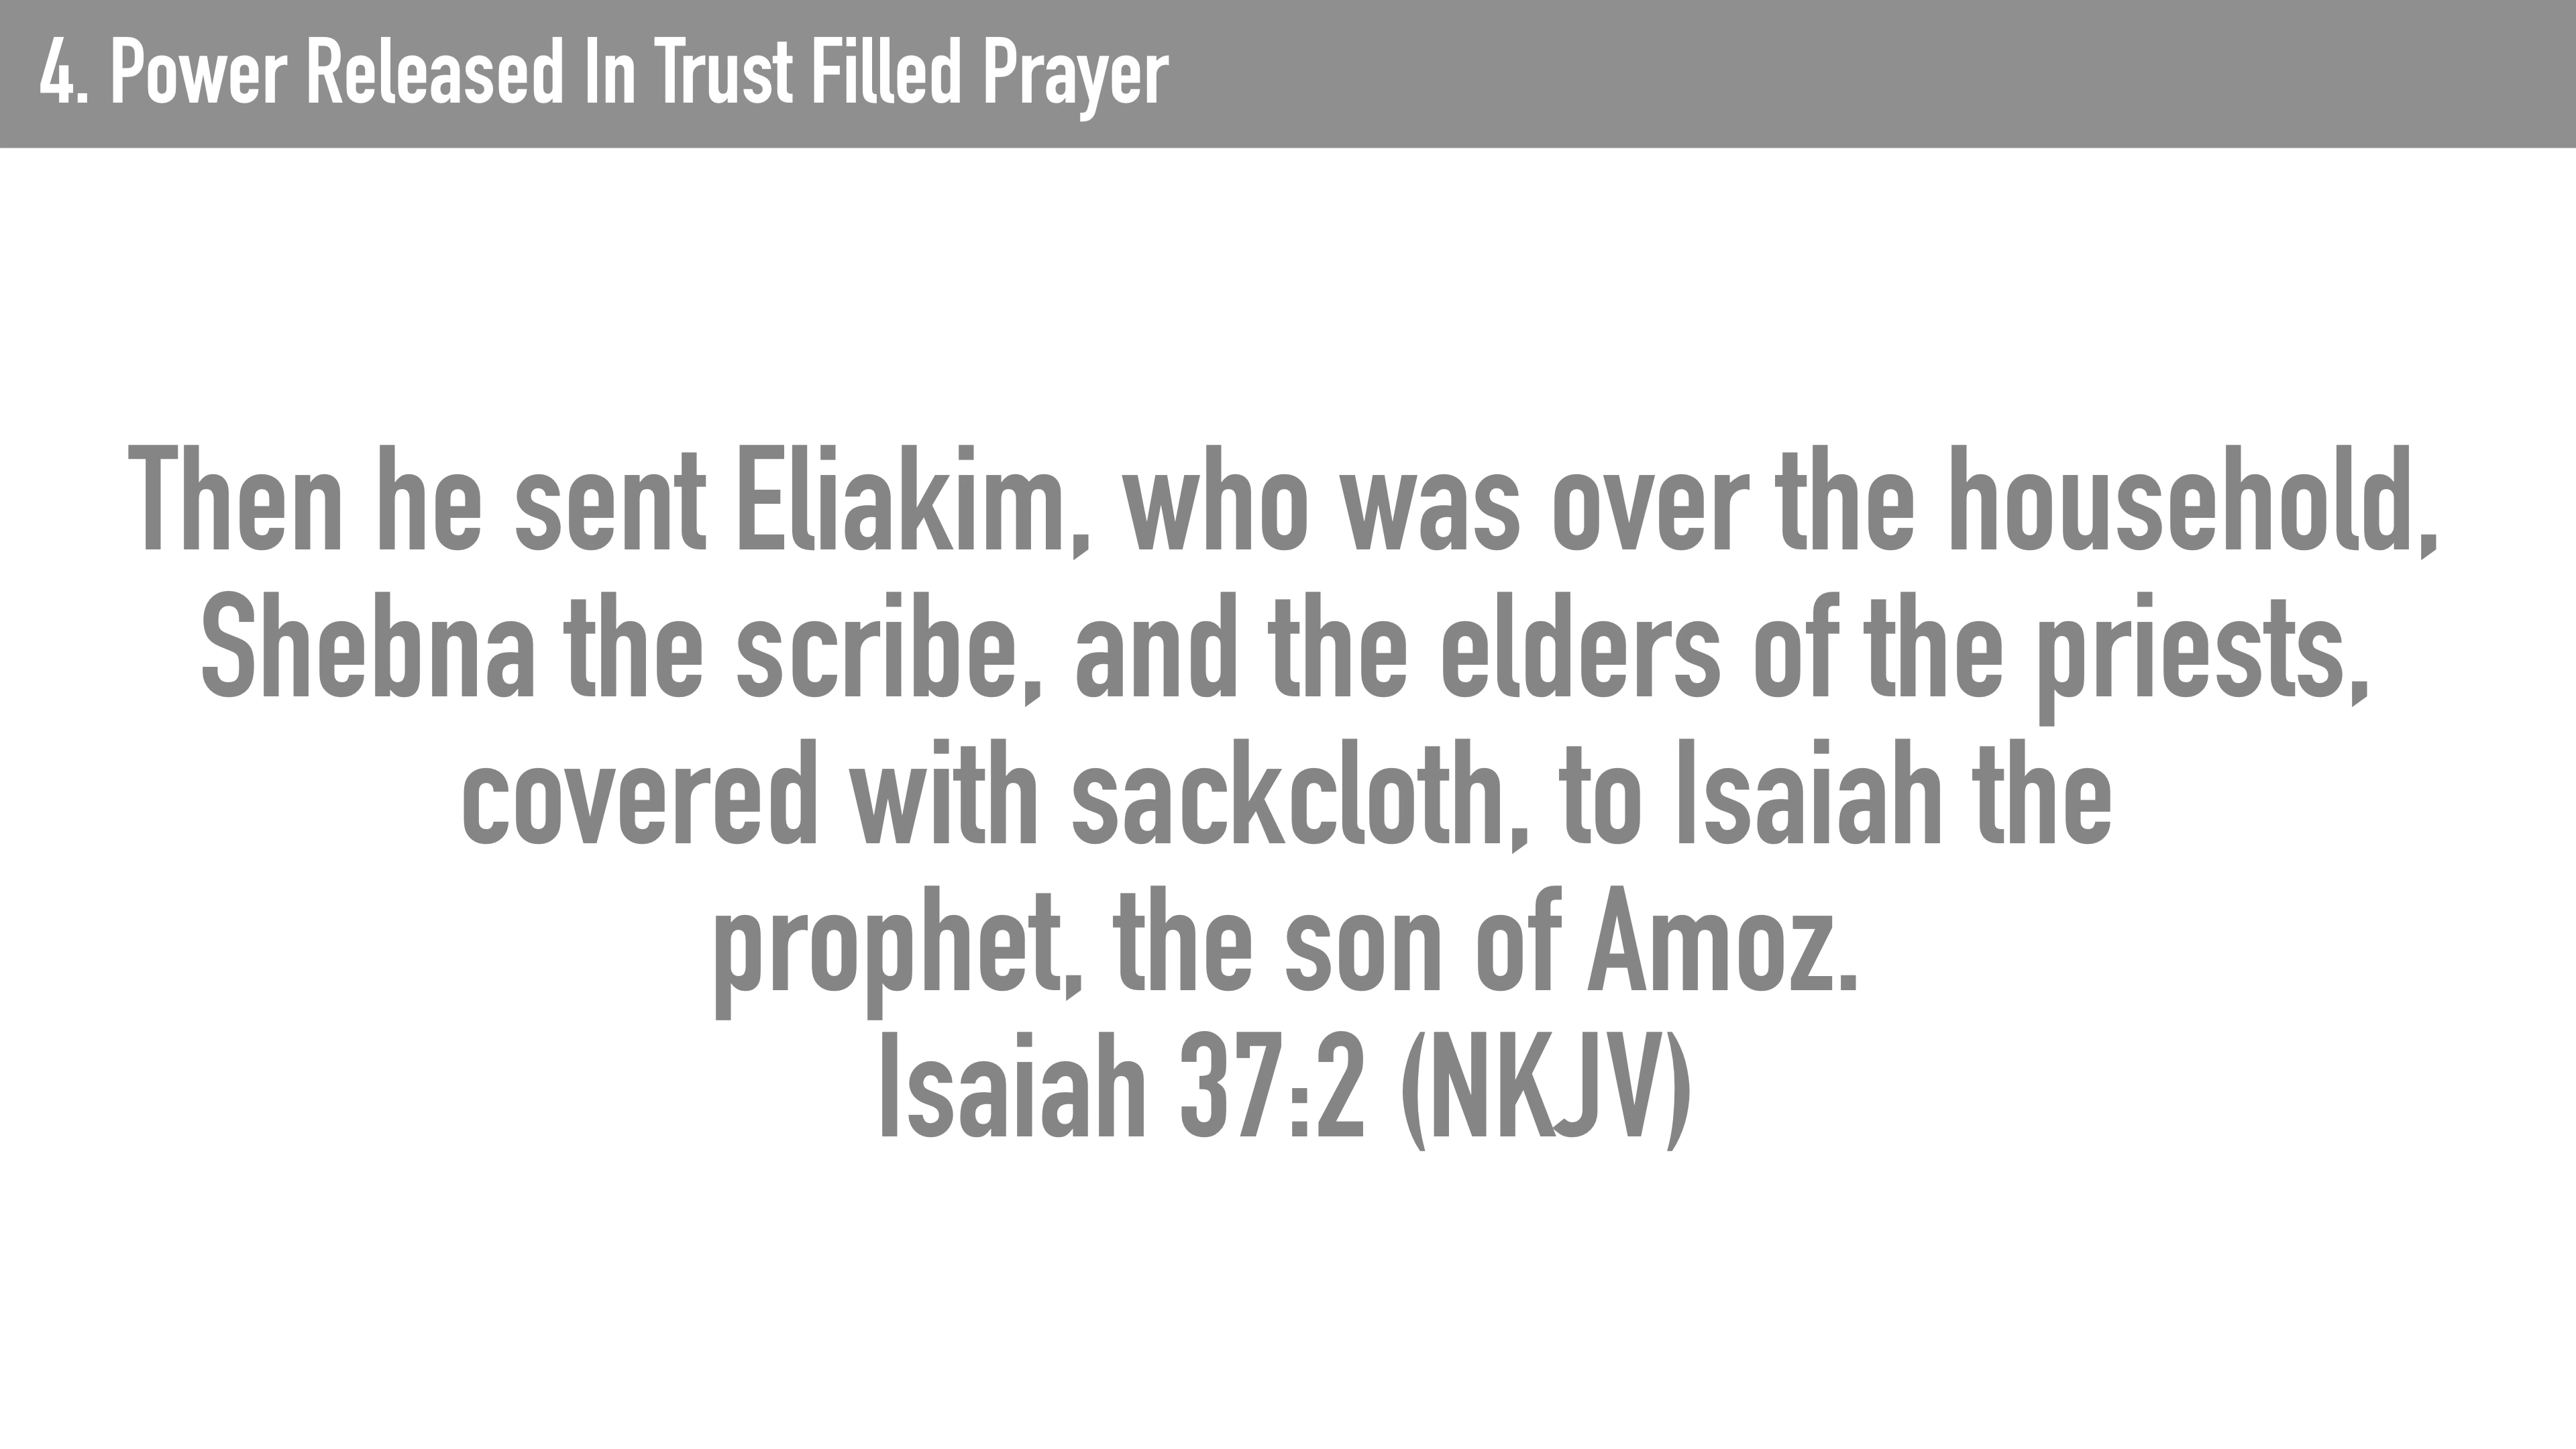 4. Power Released In Trust Filled Prayer
Then he sent Eliakim, who was over the household,
Shebna the scribe, and the elders of the priests,
covered with sackcloth, to Isaiah the
prophet, the son of Amoz.
Isaiah 37:2 (NKJV)